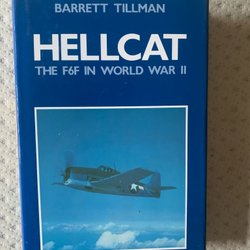 BARRETT TILLMAN
HELLCAT
THE F6F IN WORLD WAR II